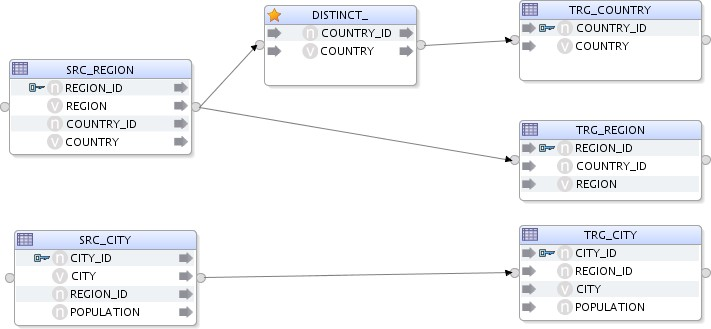 SRC_REGION
n REGION_ID
v REGION
n COUNTRY_ID
v COUNTRY
DISTINCT_
n COUNTRY_ID
v COUNTRY
TRG_COUNTRY
n COUNTRY_ID
v COUNTRY
TRG_REGION
n REGION_ID
n COUNTRY_ID
v REGION
SRC_CITY
n CITY_ID
v CITY
n REGION_ID
n POPULATION
TRG_CITY
n CITY_ID
n REGION_ID
v CITY
n POPULATION